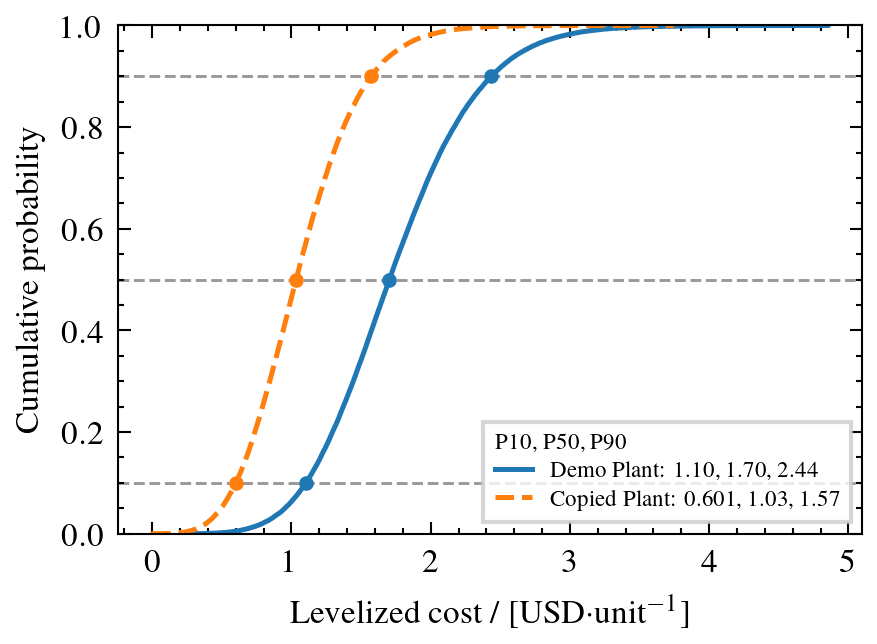 1.0
0.8
0.6
0.4
0.2
0.0
Cumulative probability
P10, P50, P90
Demo Plant: 1.10, 1.70, 2.44
Copied Plant: 0.601, 1.03, 1.57
0 1 2 3 4 5
Levelized cost / [USD·unit⁻¹]